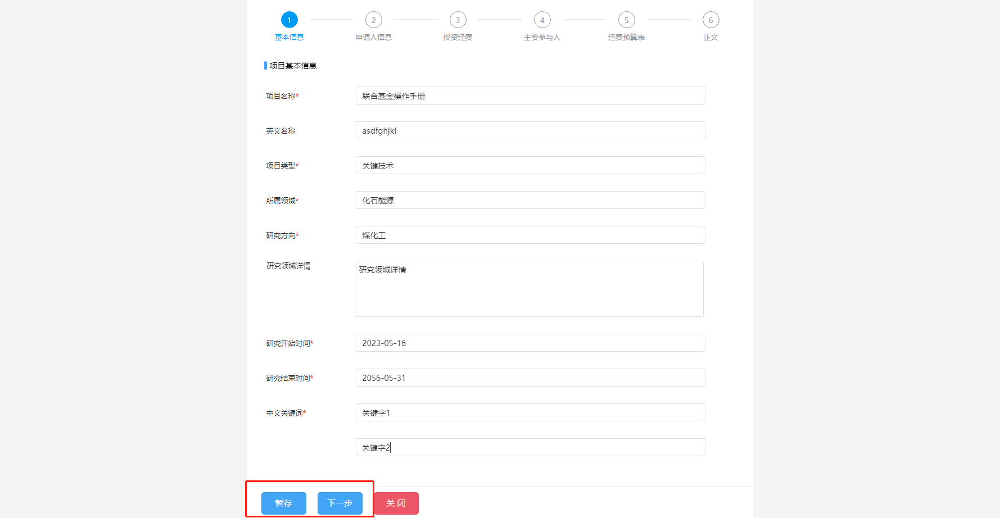 1 2 3 4 5 6
基本信息 申请人信息 投资经费 主要参与人 经费预算表 正文
项目基本信息
项目名称* 联合基金操作手册
英文名称 asdfghjkl
项目类型* 关键技术
所属领域* 化石能源
研究方向* 煤化工
研究领域详情 研究领域详情
研究开始时间* 2023-05-16
研究结束时间* 2056-05-31
中文关键词* 关键字1
关键字2
暂存 下一步 关 闭